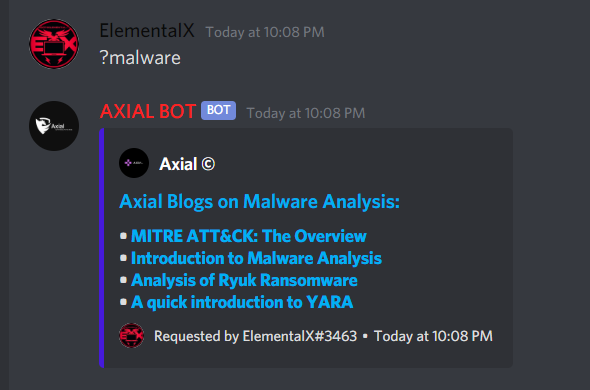 ElementalX Today at 10:08 PM
?malware
AXIAL BOT BOT Today at 10:08 PM
Axial ©
Axial Blogs on Malware Analysis:
• MITRE ATT&CK: The Overview
• Introduction to Malware Analysis
• Analysis of Ryuk Ransomware
• A quick introduction to YARA
Requested by ElementalX#3463 • Today at 10:08 PM